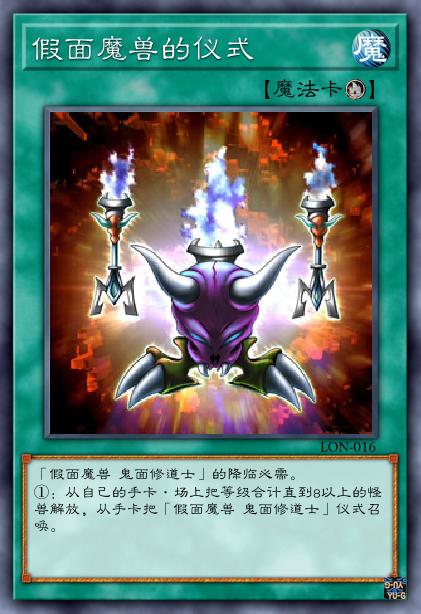 假面魔兽的仪式
魔
【魔法卡】
LON-016
「假面魔兽 鬼面修道士」的降临必需。
①：从自己的手卡·场上把等级合计直到8以上的怪
兽解放，从手卡把「假面魔兽 鬼面修道士」仪式召
唤。